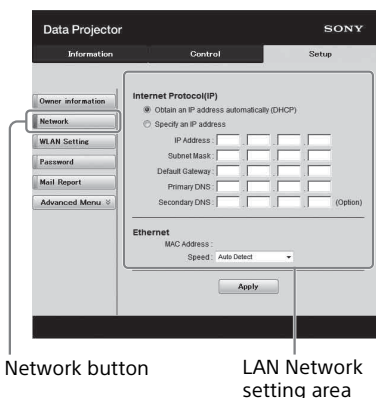 Data Projector
SONY
Information
Control
Setup
Owner information
Network
WLAN Setting
Password
Mail Report
Advanced Menu
Internet Protocol(IP)
Obtain an IP address automatically (DHCP)
Specify an IP address
IP Address :
Subnet Mask :
Default Gateway :
Primary DNS :
Secondary DNS : (Option)
Ethernet
MAC Address :
Speed : Auto Detect
Apply
Network button
LAN Network
setting area